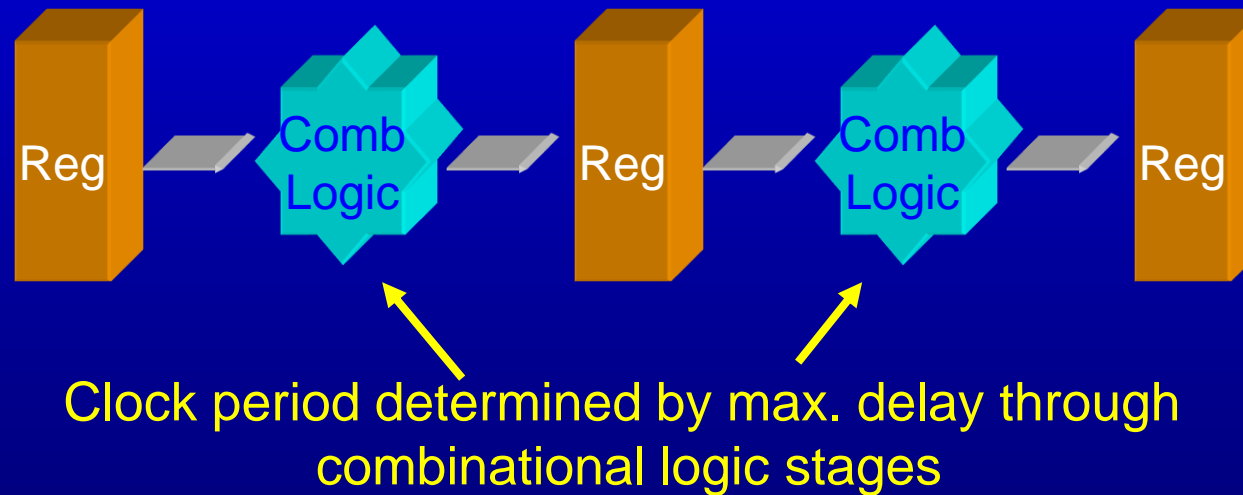 Reg
Comb
Logic
Reg
Comb
Logic
Reg
Clock period determined by max. delay through
combinational logic stages